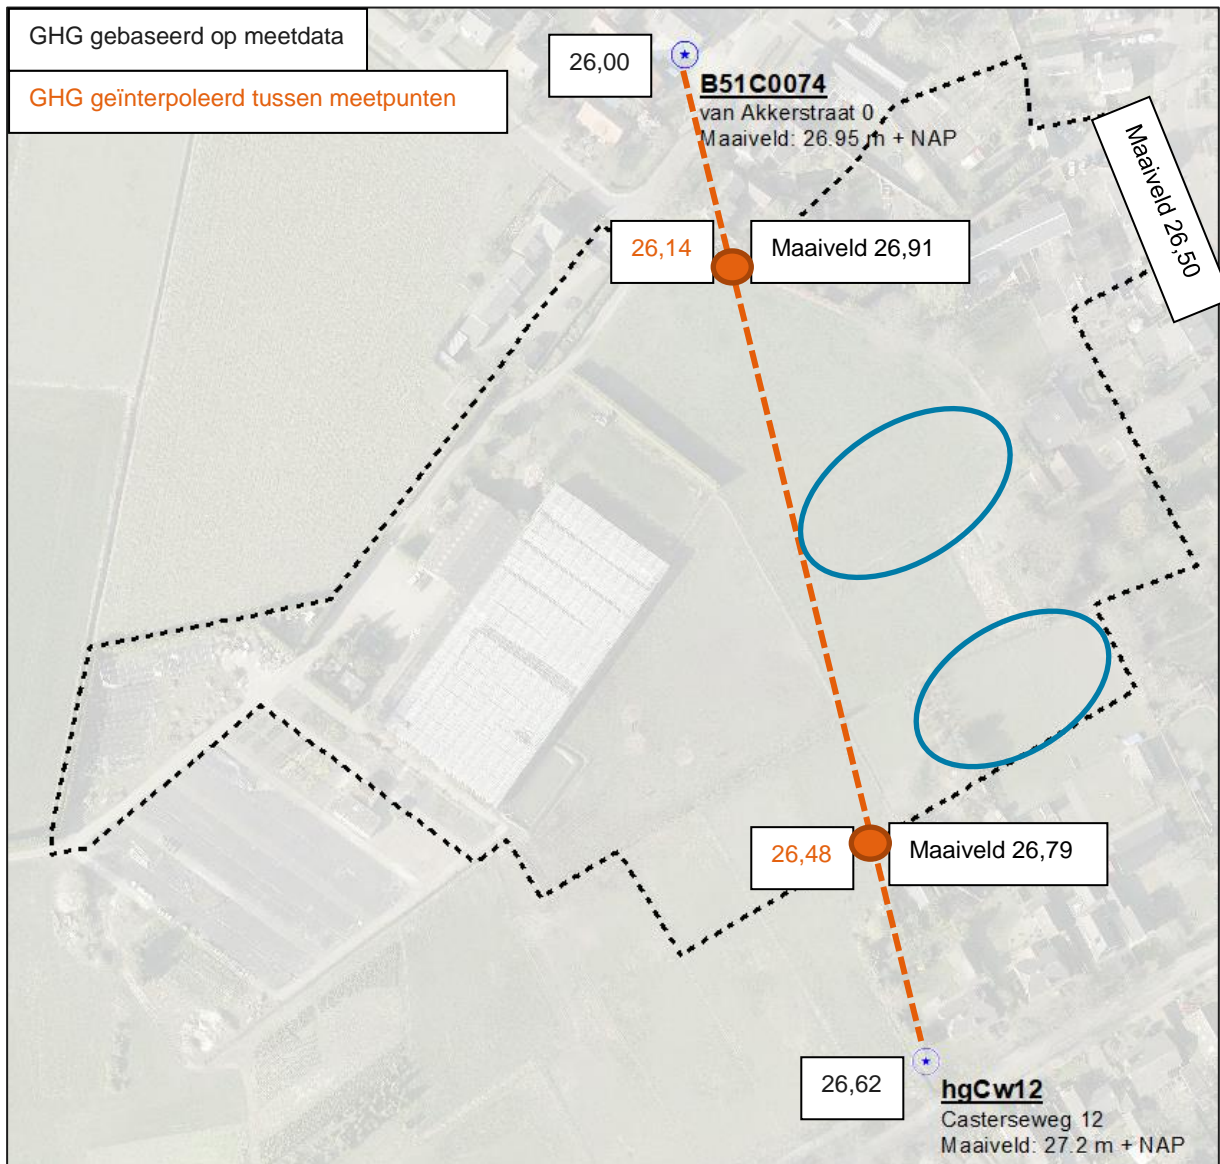 GHG gebaseerd op meetdata
GHG geïnterpoleerd tussen meetpunten
26,00
B51C0074
van Akkerstraat 0
Maaiveld: 26.95 m + NAP
Maaiveld 26,50
26,14
Maaiveld 26,91
26,48
Maaiveld 26,79
26,62
hgCw12
Casterseweg 12
Maaiveld: 27.2 m + NAP